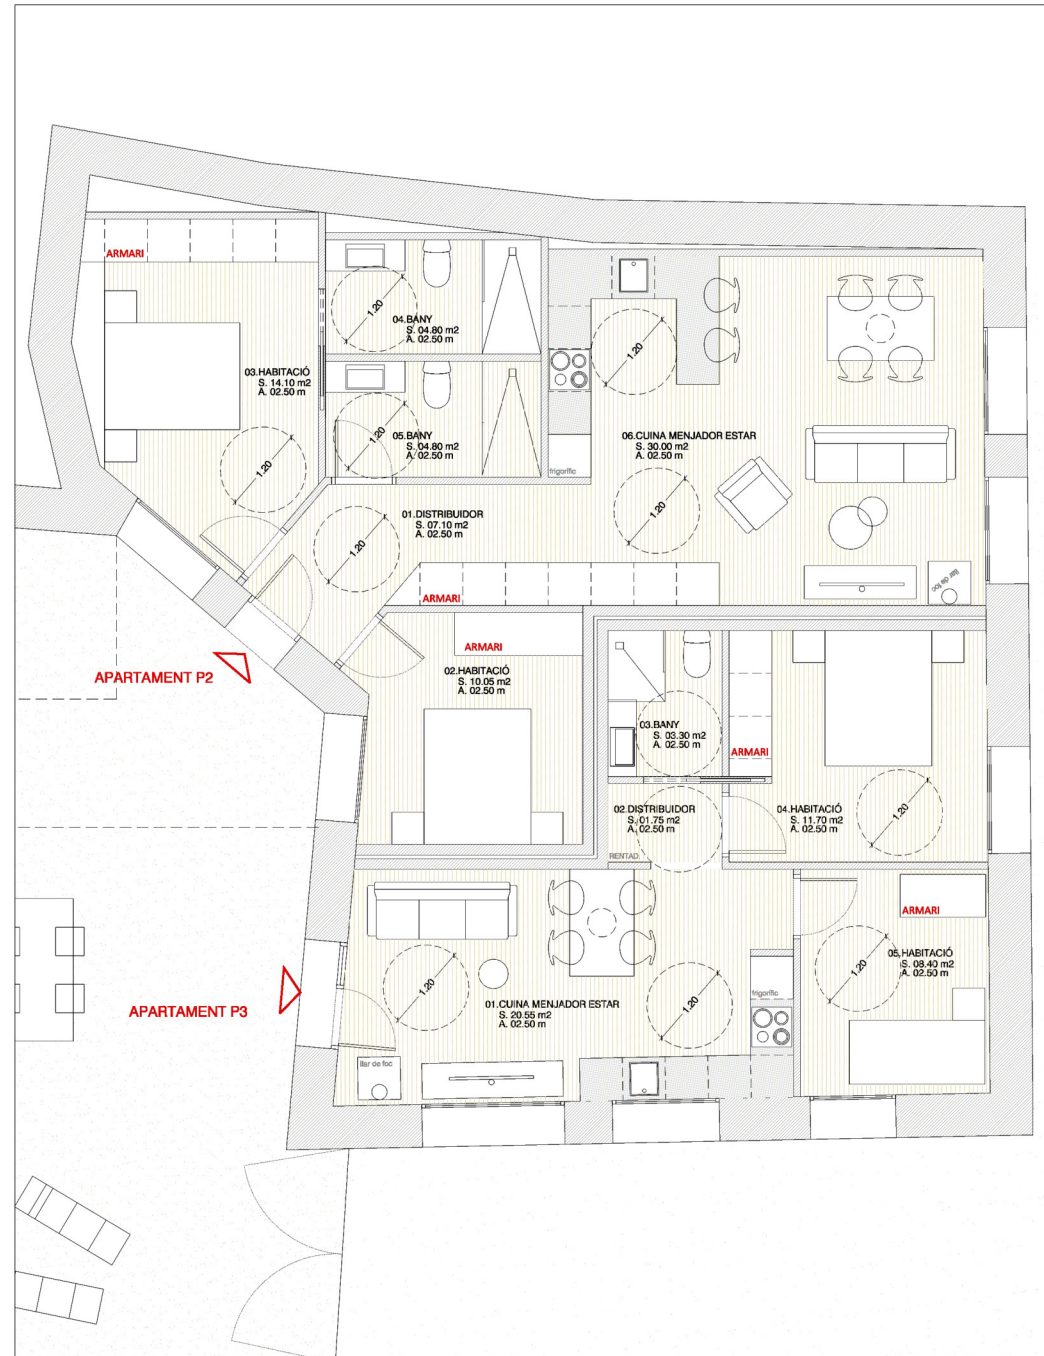 ARMARI
1.20
04.BANY
S. 04.80 m2
A. 02.50 m
1.20
03.HABITACIÓ
S. 14.10 m2
A. 02.50 m
1.20
05.BANY
S. 04.80 m2
A. 02.50 m
1.20
06.CUINA MENJADOR ESTAR
S. 30.00 m2
A. 02.50 m
frigorífic
1.20
01.DISTRIBUIDOR
S. 07.10 m2
A. 02.50 m
1.20
1.20
llar de foc
ARMARI
ARMARI
02.HABITACIÓ
S. 10.05 m2
A. 02.50 m
APARTAMENT P2
03.BANY
S. 03.30 m2
A. 02.50 m
ARMARI
02.DISTRIBUIDOR
S. 01.75 m2
A. 02.50 m
04.HABITACIÓ
S. 11.70 m2
A. 02.50 m
1.20
RENTAD.
ARMARI
1.20
01.CUINA MENJADOR ESTAR
S. 20.55 m2
A. 02.50 m
1.20
frigorífic
05.HABITACIÓ
S. 08.40 m2
A. 02.50 m
1.20
APARTAMENT P3
llar de foc